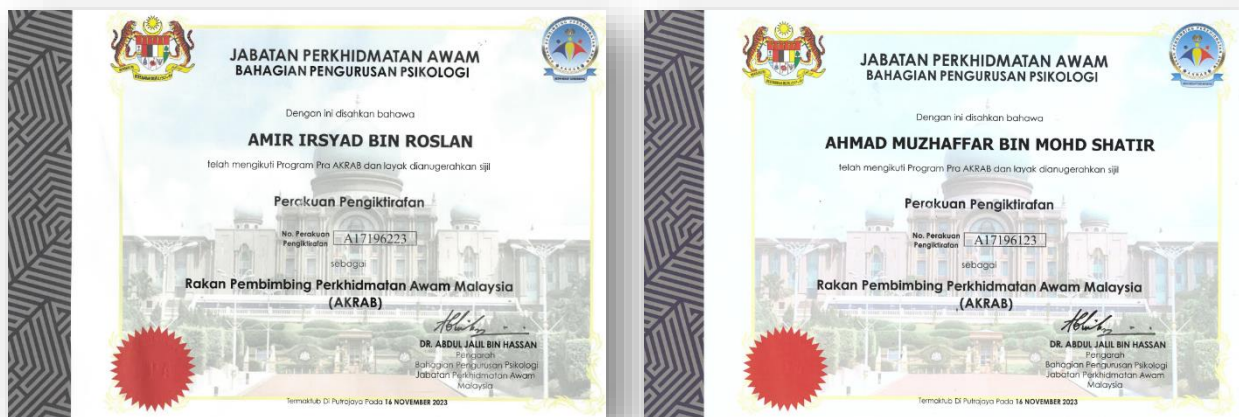 JABATAN PERKHIDMATAN AWAM
BAHAGIAN PENGURUSAN PSIKOLOGI
Dengan ini disahkan bahawa
AMIR IRSYAD BIN ROSLAN
telah mengikuti Program Pra AKRAB dan layak dianugerahkan sijil
Perakuan Pengiktirafan
No. Perakuan
Pengiktirafan
A17196223
sebagai
Rakan Pembimbing Perkhidmatan Awam Malaysia
(AKRAB)
DR. ABDUL JALIL BIN HASSAN
Pengarah
Bahagian Pengurusan Psikologi
Jabatan Perkhidmatan Awam
Malaysia
Termaktub Di Putrajaya Pada 16 NOVEMBER 2023
JABATAN PERKHIDMATAN AWAM
BAHAGIAN PENGURUSAN PSIKOLOGI
Dengan ini disahkan bahawa
AHMAD MUZHAFFAR BIN MOHD SHATIR
telah mengikuti Program Pra AKRAB dan layak dianugerahkan sijil
Perakuan Pengiktirafan
No. Perakuan
Pengiktirafan
A17196123
sebagai
Rakan Pembimbing Perkhidmatan Awam Malaysia
(AKRAB)
DR. ABDUL JALIL BIN HASSAN
Pengarah
Bahagian Pengurusan Psikologi
Jabatan Perkhidmatan Awam
Malaysia
Termaktub Di Putrajaya Pada 16 NOVEMBER 2023